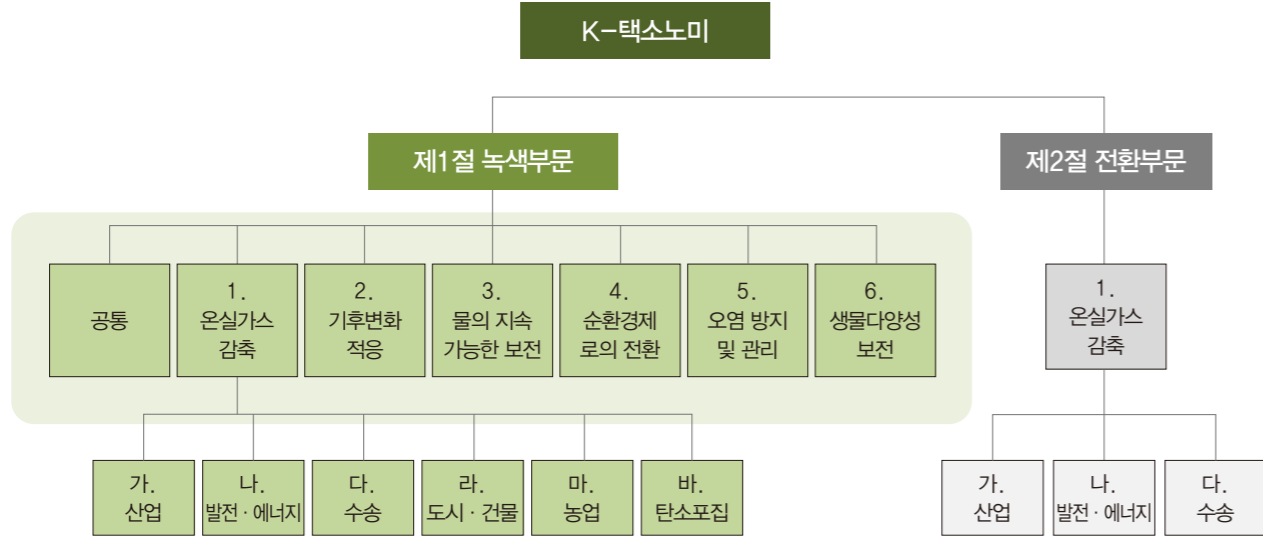 K-택소노미
제1절 녹색부문
제2절 전환부문
공통
1.
온실가스
감축
2.
기후변화
적응
3.
물의 지속
가능한 보전
4.
순환경제
로의 전환
5.
오염 방지
및 관리
6.
생물다양성
보전
1.
온실가스
감축
가.
산업
나.
발전·에너지
다.
수송
라.
도시·건물
마.
농업
바.
탄소포집
가.
산업
나.
발전·에너지
다.
수송